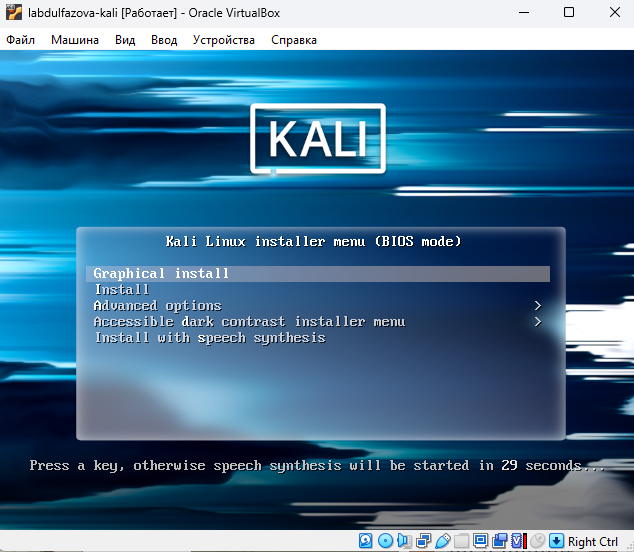 labdulfazova-kali [Работает] - Oracle VirtualBox
Файл Машина Вид Ввод Устройства Справка
KALI
Kali Linux installer menu (BIOS mode)
Graphical install
Install
Advanced options >
Accessible dark contrast installer menu >
Install with speech synthesis
Press a key, otherwise speech synthesis will be started in 29 seconds...
Right Ctrl